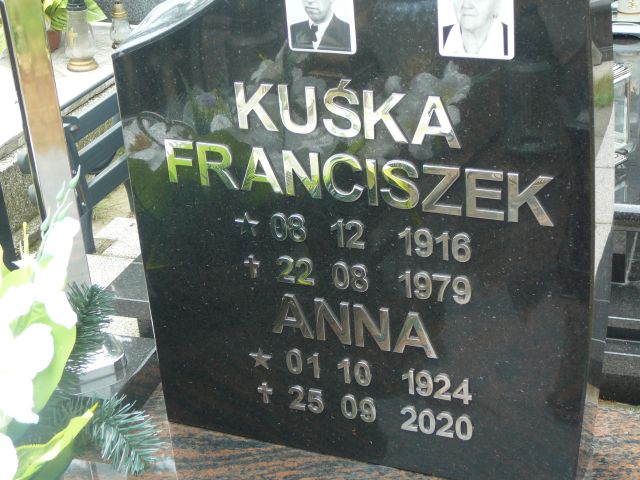 KUŚKA
FRANCISZEK
★ 08 12 1916
✝ 22 08 1979
ANNA
★ 01 10 1924
✝ 25 09 2020